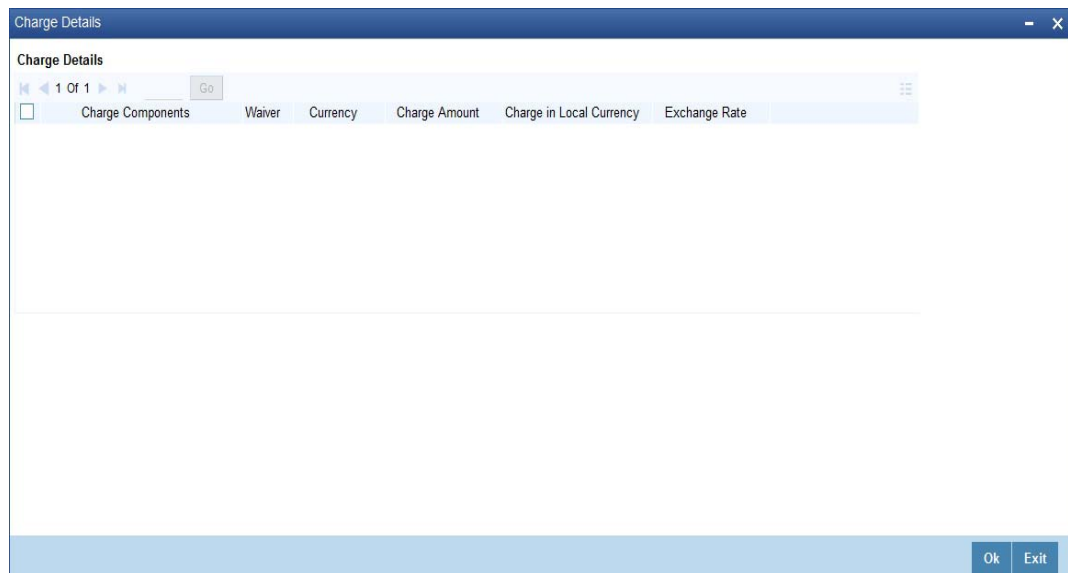 Charge Details
Charge Details
1 Of 1 Go
Charge Components Waiver Currency Charge Amount Charge in Local Currency Exchange Rate
Ok Exit